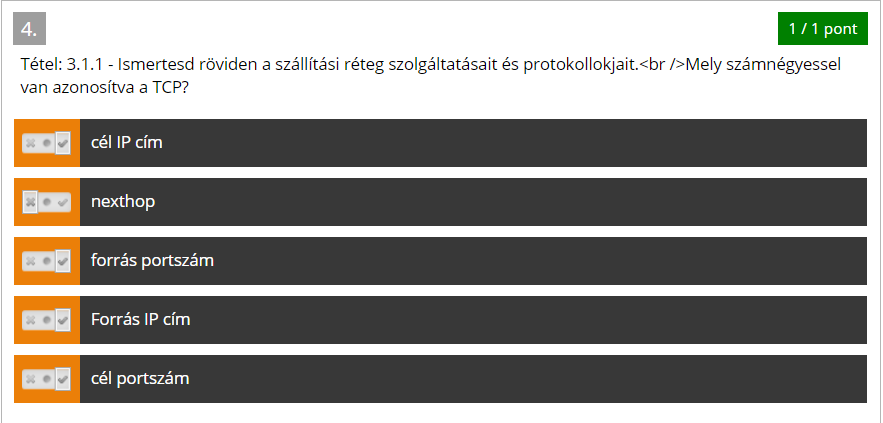 4.
1 / 1 pont
Tétel: 3.1.1 - Ismertesd röviden a szállítási réteg szolgáltatásait és protokollokjait.<br />Mely számnégyessel
van azonosítva a TCP?
cél IP cím
nexthop
forrás portszám
Forrás IP cím
cél portszám